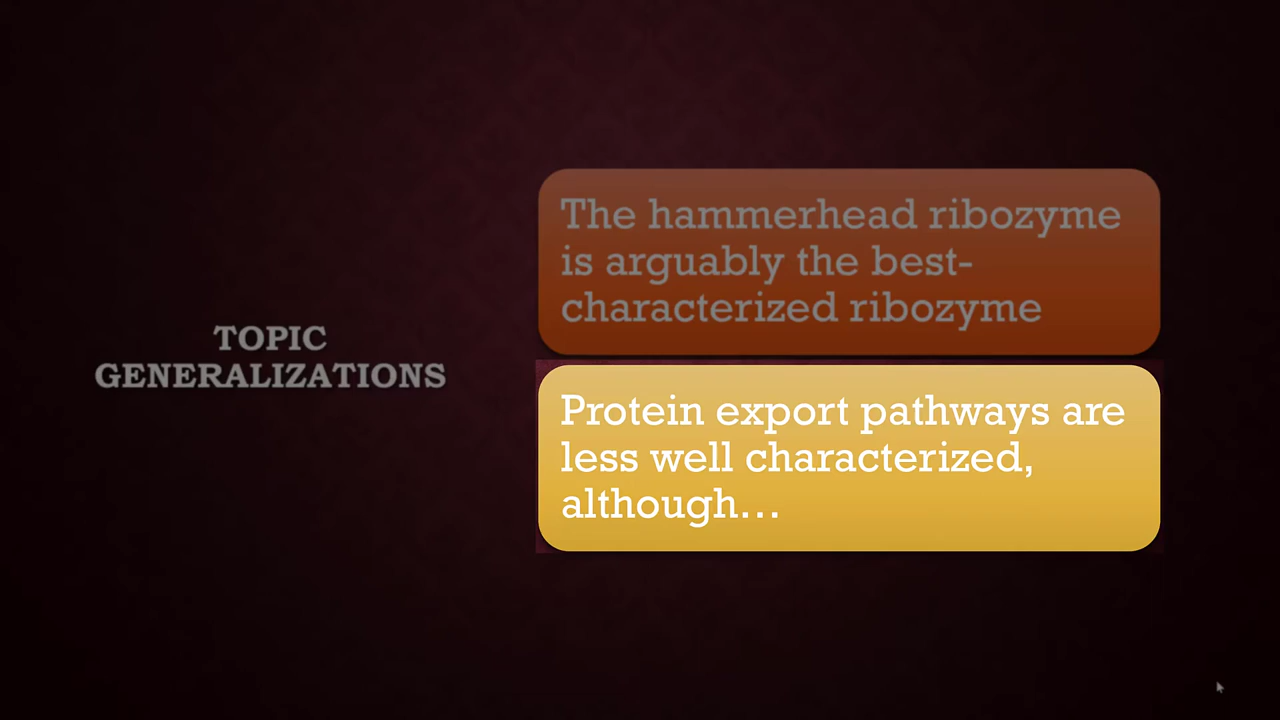 TOPIC
GENERALIZATIONS
The hammerhead ribozyme
is arguably the best-
characterized ribozyme
Protein export pathways are
less well characterized,
although…